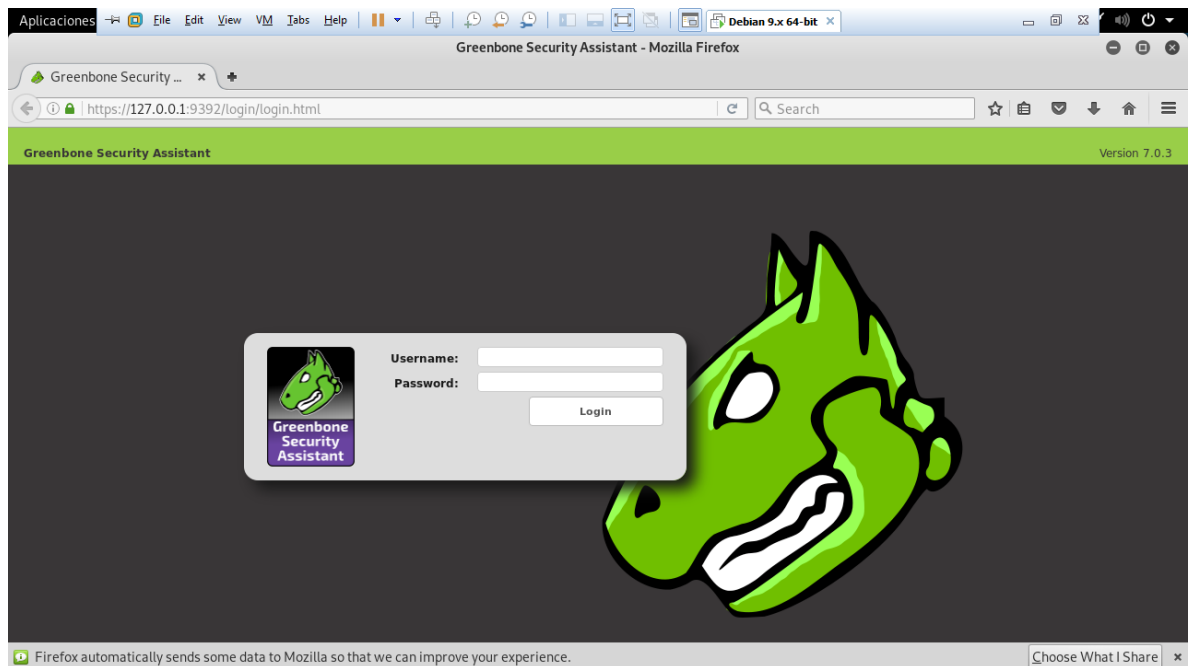 Aplicaciones File Edit View VM Tabs Help Debian 9.x 64-bit
Greenbone Security Assistant - Mozilla Firefox
Greenbone Security ...
https://127.0.0.1:9392/login/login.html Search
Greenbone Security Assistant Version 7.0.3
Username:
Password:
Login
Greenbone
Security
Assistant
Firefox automatically sends some data to Mozilla so that we can improve your experience. Choose What I Share